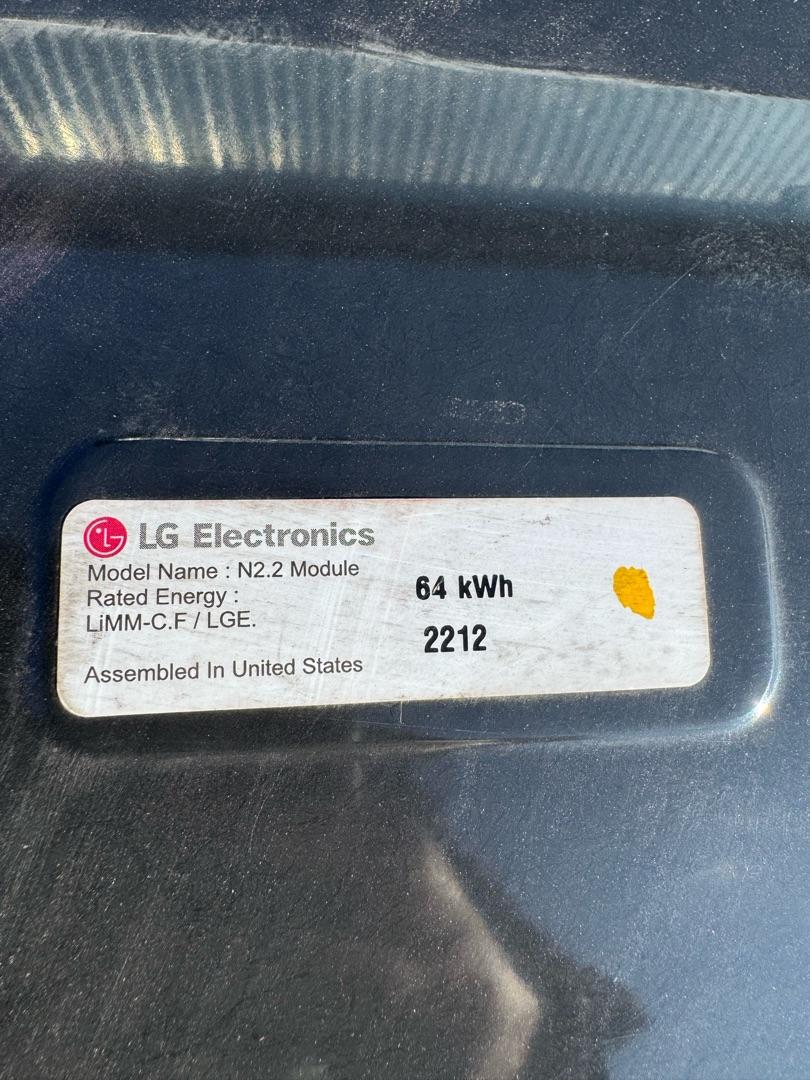 LG Electronics
Model Name : N2.2 Module
Rated Energy : 64 kWh
LiMM-C.F / LGE. 2212
Assembled In United States